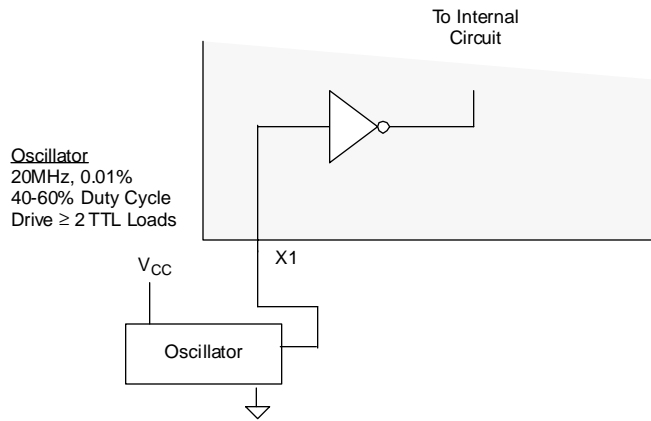 To Internal
Circuit
Oscillator
20MHz, 0.01%
40-60% Duty Cycle
Drive ≥ 2 TTL Loads
X1
VCC
Oscillator